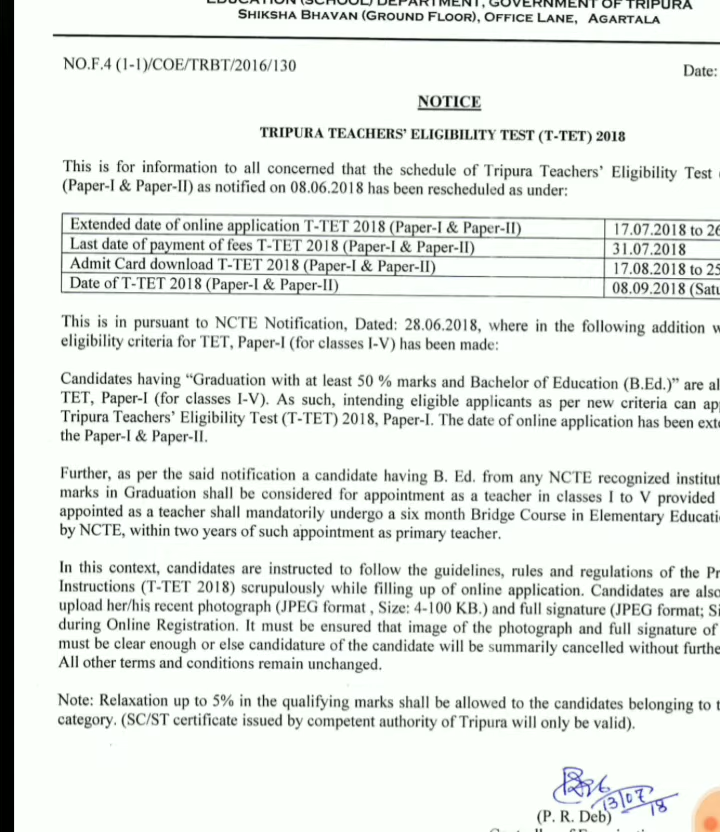 EDUCATION (SCHOOL) DEPARTMENT, GOVERNMENT OF TRIPURA
SHIKSHA BHAVAN (GROUND FLOOR), OFFICE LANE, AGARTALA
NO.F.4 (1-1)/COE/TRBT/2016/130 Date:
NOTICE
TRIPURA TEACHERS' ELIGIBILITY TEST (T-TET) 2018
This is for information to all concerned that the schedule of Tripura Teachers' Eligibility Test
(Paper-I & Paper-II) as notified on 08.06.2018 has been rescheduled as under:
Extended date of online application T-TET 2018 (Paper-I & Paper-II) 17.07.2018 to 26
Last date of payment of fees T-TET 2018 (Paper-I & Paper-II) 31.07.2018
Admit Card download T-TET 2018 (Paper-I & Paper-II) 17.08.2018 to 25
Date of T-TET 2018 (Paper-I & Paper-II) 08.09.2018 (Satu
This is in pursuant to NCTE Notification, Dated: 28.06.2018, where in the following addition
eligibility criteria for TET, Paper-I (for classes I-V) has been made:
Candidates having “Graduation with at least 50 % marks and Bachelor of Education (B.Ed.)” are al
TET, Paper-I (for classes I-V). As such, intending eligible applicants as per new criteria can ap
Tripura Teachers' Eligibility Test (T-TET) 2018, Paper-I. The date of online application has been ext
the Paper-I & Paper-II.
Further, as per the said notification a candidate having B. Ed. from any NCTE recognized institut
marks in Graduation shall be considered for appointment as a teacher in classes I to V provided
appointed as a teacher shall mandatorily undergo a six month Bridge Course in Elementary Educati
by NCTE, within two years of such appointment as primary teacher.
In this context, candidates are instructed to follow the guidelines, rules and regulations of the Pr
Instructions (T-TET 2018) scrupulously while filling up of online application. Candidates are also
upload her/his recent photograph (JPEG format , Size: 4-100 KB.) and full signature (JPEG format; Si
during Online Registration. It must be ensured that image of the photograph and full signature of
must be clear enough or else candidature of the candidate will be summarily cancelled without furthe
All other terms and conditions remain unchanged.
Note: Relaxation up to 5% in the qualifying marks shall be allowed to the candidates belonging to t
category. (SC/ST certificate issued by competent authority of Tripura will only be valid).
13/07/18
(P. R. Deb)